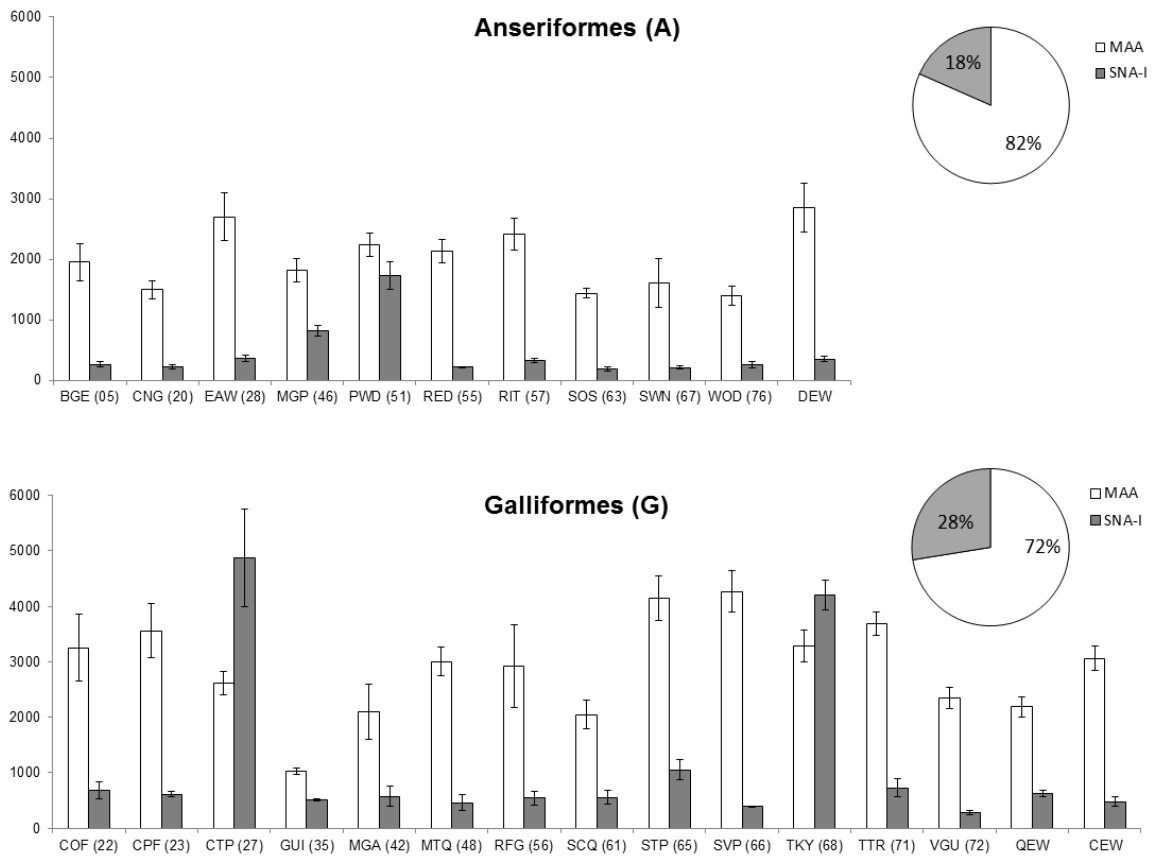 Anseriformes (A)
6000
5000
4000
3000
2000
1000
0
BGE (05) CNG (20) EAW (28) MGP (46) PWD (51) RED (55) RIT (57) SOS (63) SWN (67) WOD (76) DEW
18%
82%
MAA
SNA-I
Galliformes (G)
6000
5000
4000
3000
2000
1000
0
COF (22) CPF (23) CTP (27) GUI (35) MGA (42) MTQ (48) RFG (56) SCQ (61) STP (65) SVP (66) TKY (68) TTR (71) VGU (72) QEW CEW
28%
72%
MAA
SNA-I